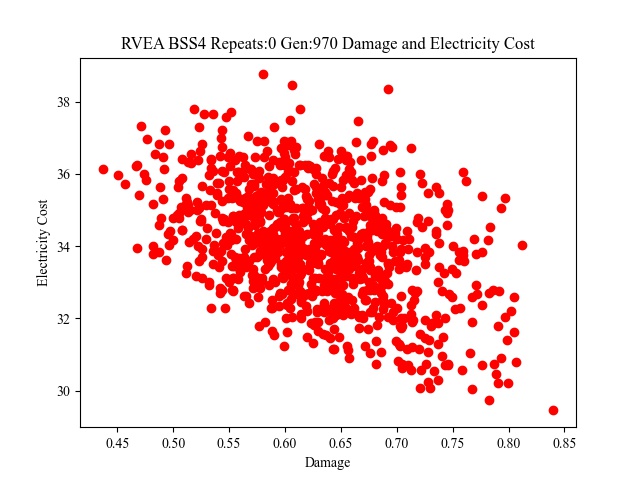 RVEA BSS4 Repeats:0 Gen:970 Damage and Electricity Cost
Electricity Cost
38
36
34
32
30
0.45 0.50 0.55 0.60 0.65 0.70 0.75 0.80 0.85
Damage